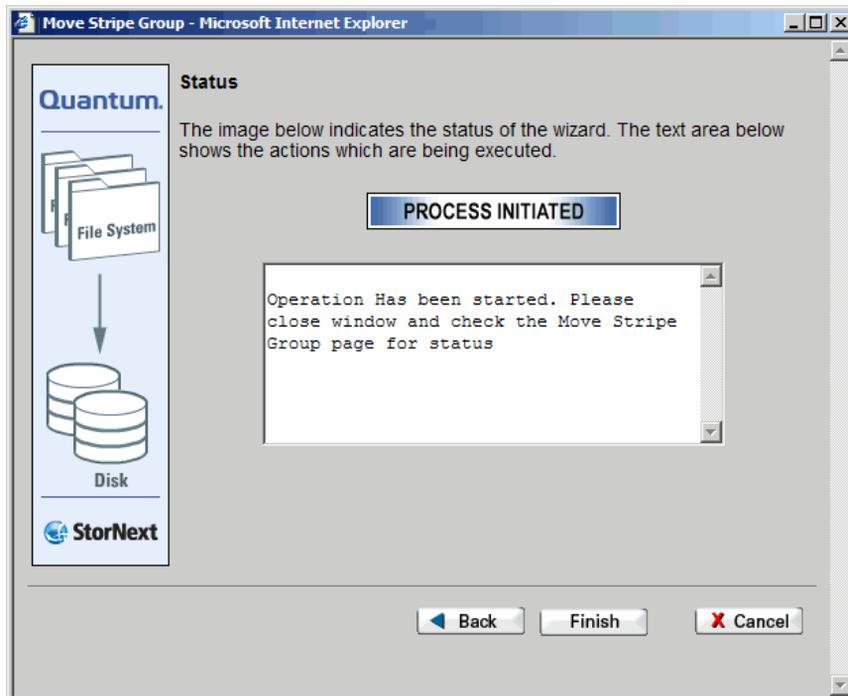 Move Stripe Group - Microsoft Internet Explorer
Quantum.
File System
Disk
StorNext
Status
The image below indicates the status of the wizard. The text area below
shows the actions which are being executed.
PROCESS INITIATED
Operation Has been started. Please
close window and check the Move Stripe
Group page for status
Back
Finish
X Cancel